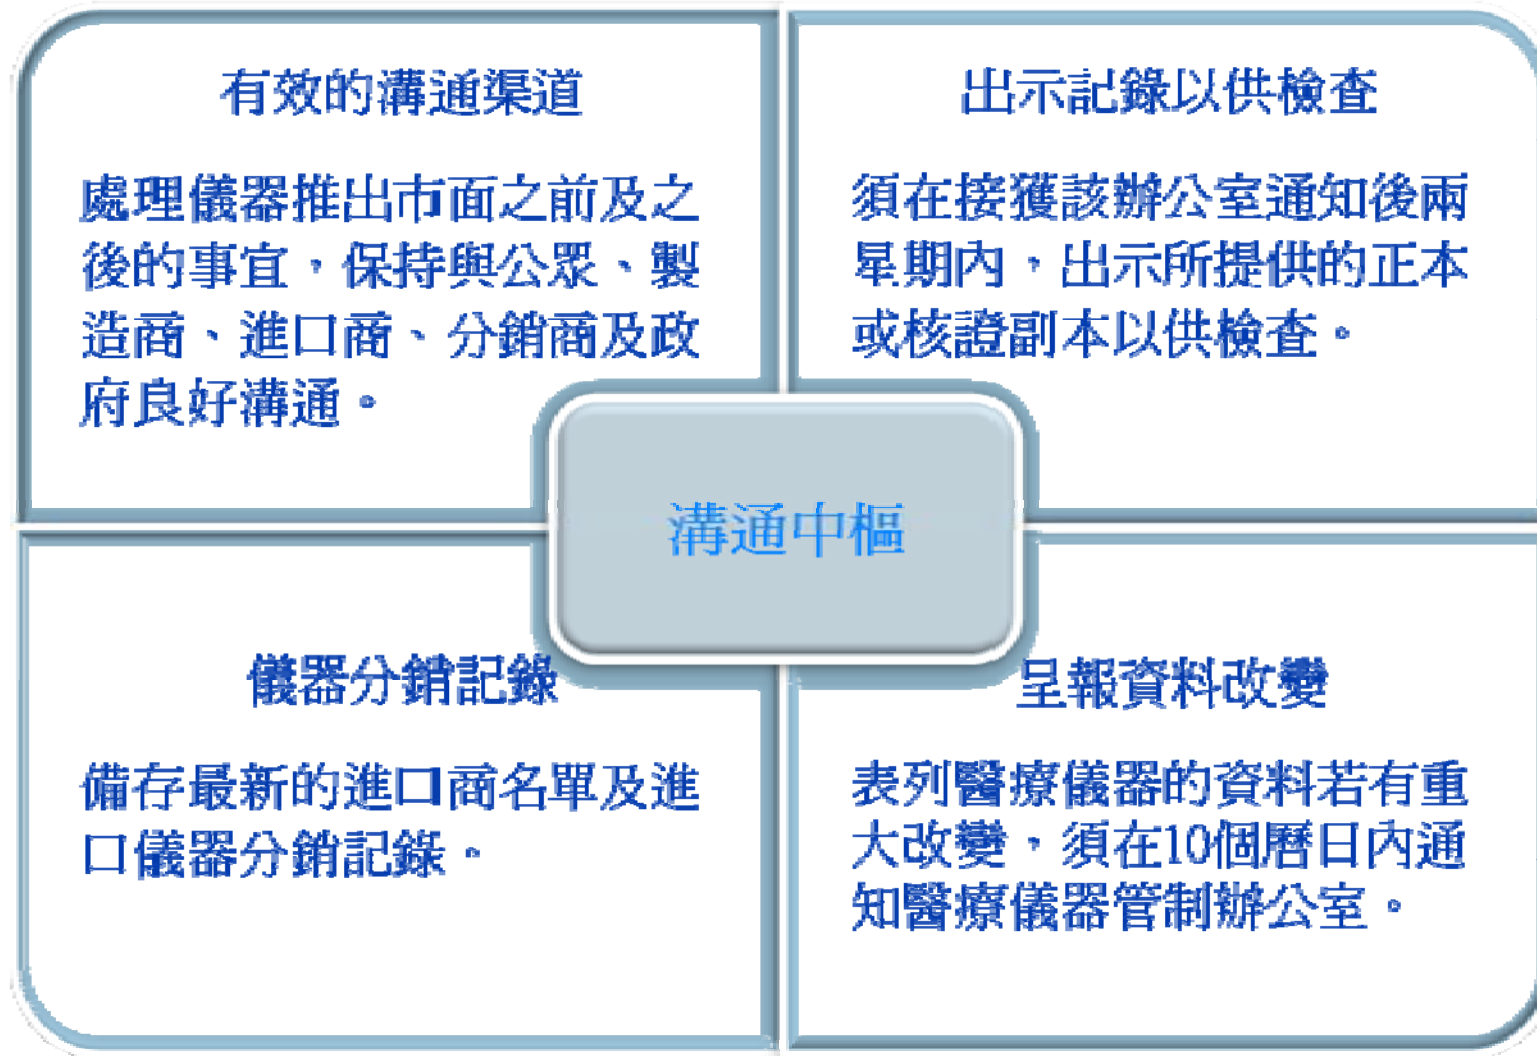 有效的溝通渠道
處理儀器推出市面之前及之
後的事宜，保持與公眾、製
造商、進口商、分銷商及政
府良好溝通。
出示記錄以供檢查
須在接獲該辦公室通知後兩
星期內，出示所提供的正本
或核證副本以供檢查。
溝通中樞
儀器分銷記錄
備存最新的進口商名單及進
口儀器分銷記錄。
呈報資料改變
表列醫療儀器的資料若有重
大改變，須在10個曆日內通
知醫療儀器管制辦公室。